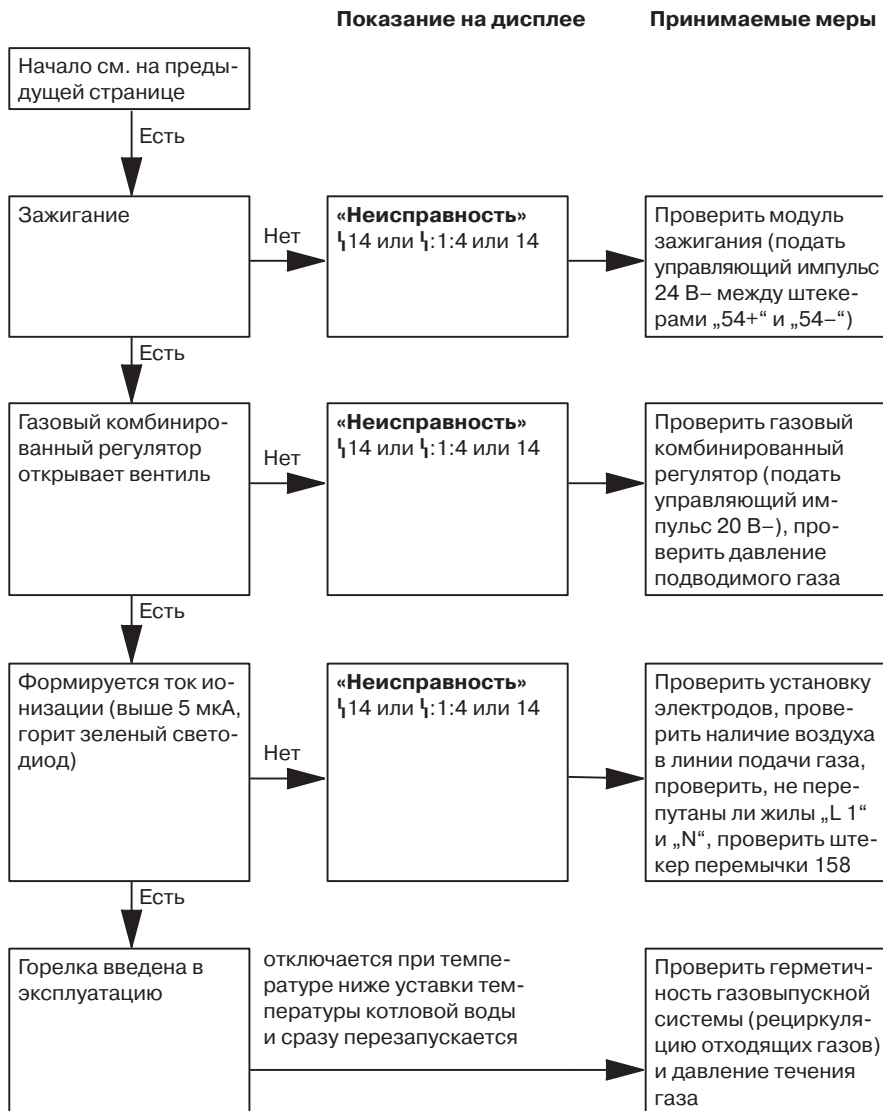 Показание на дисплее
Принимаемые меры
Начало см. на преды-
дущей странице
Есть
Зажигание
Нет
«Неисправность»
ᔦ14 или ᔦ:1:4 или 14
Проверить модуль
зажигания (подать
управляющий импульс
24 В– между штеке-
рами „54+“ и „54–“)
Есть
Газовый комбиниро-
ванный регулятор
открывает вентиль
Нет
«Неисправность»
ᔦ14 или ᔦ:1:4 или 14
Проверить газовый
комбинированный
регулятор (подать
управляющий им-
пульс 20 В–), про-
верить давление
подводимого газа
Есть
Формируется ток ио-
низации (выше 5 мкА,
горит зеленый свето-
диод)
Нет
«Неисправность»
ᔦ14 или ᔦ:1:4 или 14
Проверить установку
электродов, прове-
рить наличие воздуха
в линии подачи газа,
проверить, не пере-
путаны ли жилы „L 1“
и „N“, проверить ште-
кер перемычки 158
Есть
Горелка введена в
эксплуатацию
отключается при темпе-
ратуре ниже уставки тем-
пературы котловой воды
и сразу перезапускается
Проверить герметич-
ность газовыпускной
системы (рециркуля-
цию отходящих газов)
и давление течения
газа